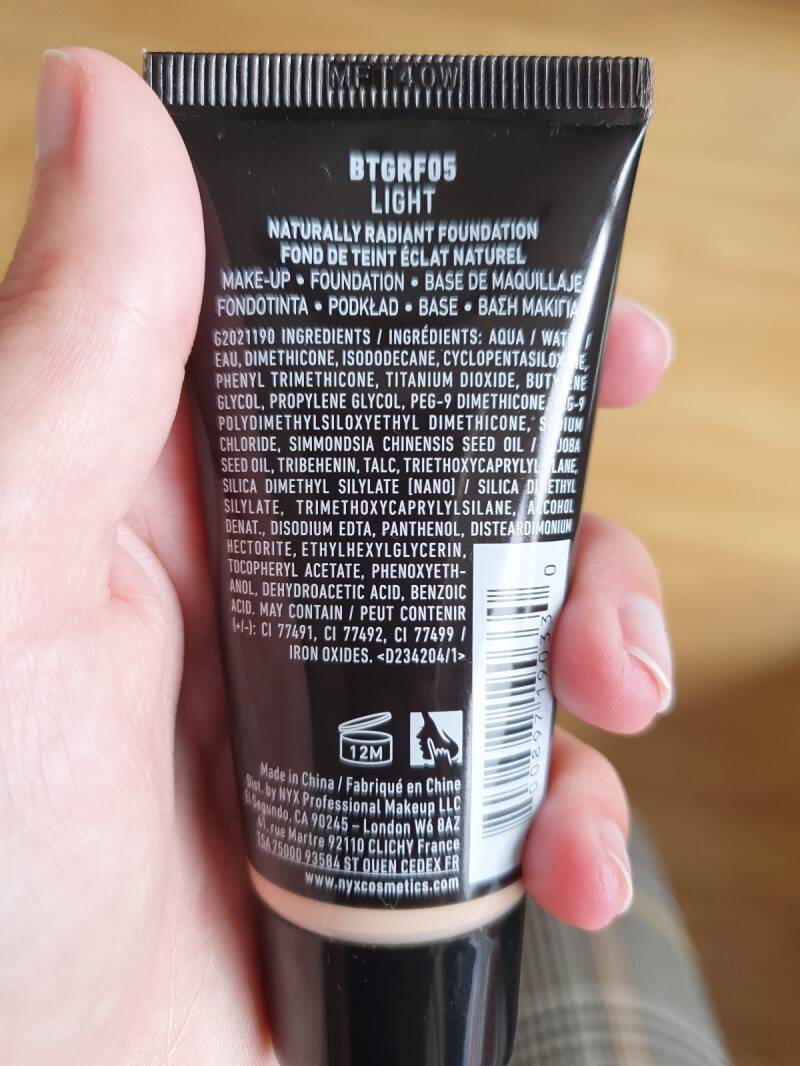 MFT40W
BTGRF05
LIGHT
NATURALLY RADIANT FOUNDATION
FOND DE TEINT ÉCLAT NATUREL
MAKE-UP • FOUNDATION • BASE DE MAQUILLAJE
FONDOTINTA • PODKŁAD • BASE • ΒΑΣΗ ΜΑΚΙΓΙΑ
G2021190 INGREDIENTS / INGRÉDIENTS: AQUA / WATER /
EAU, DIMETHICONE, ISODODECANE, CYCLOPENTASILOXANE,
PHENYL TRIMETHICONE, TITANIUM DIOXIDE, BUTYLENE
GLYCOL, PROPYLENE GLYCOL, PEG-9 DIMETHICONE, PEG-9
POLYDIMETHYLSILOXYETHYL DIMETHICONE, SODIUM
CHLORIDE, SIMMONDSIA CHINENSIS SEED OIL / JOJOBA
SEED OIL, TRIBEHENIN, TALC, TRIETHOXYCAPRYLYLSILANE,
SILICA DIMETHYL SILYLATE [NANO] / SILICA DIMETHYL
SILYLATE, TRIMETHOXYCAPRYLYLSILANE, ALCOHOL
DENAT., DISODIUM EDTA, PANTHENOL, DISTEARDIMONIUM
HECTORITE, ETHYLHEXYLGLYCERIN,
TOCOPHERYL ACETATE, PHENOXYETH-
ANOL, DEHYDROACETIC ACID, BENZOIC
ACID. MAY CONTAIN / PEUT CONTENIR
(+/-): CI 77491, CI 77492, CI 77499 /
IRON OXIDES. <D234204/1>
12M
Made in China / Fabriqué en Chine
Dist. by NYX Professional Makeup LLC
El Segundo, CA 90245 – London W6 8AZ
41, rue Martre 92110 CLICHY France
TSA 75000 93584 ST OUEN CEDEX FR
www.nyxcosmetics.com
00897 19033 0